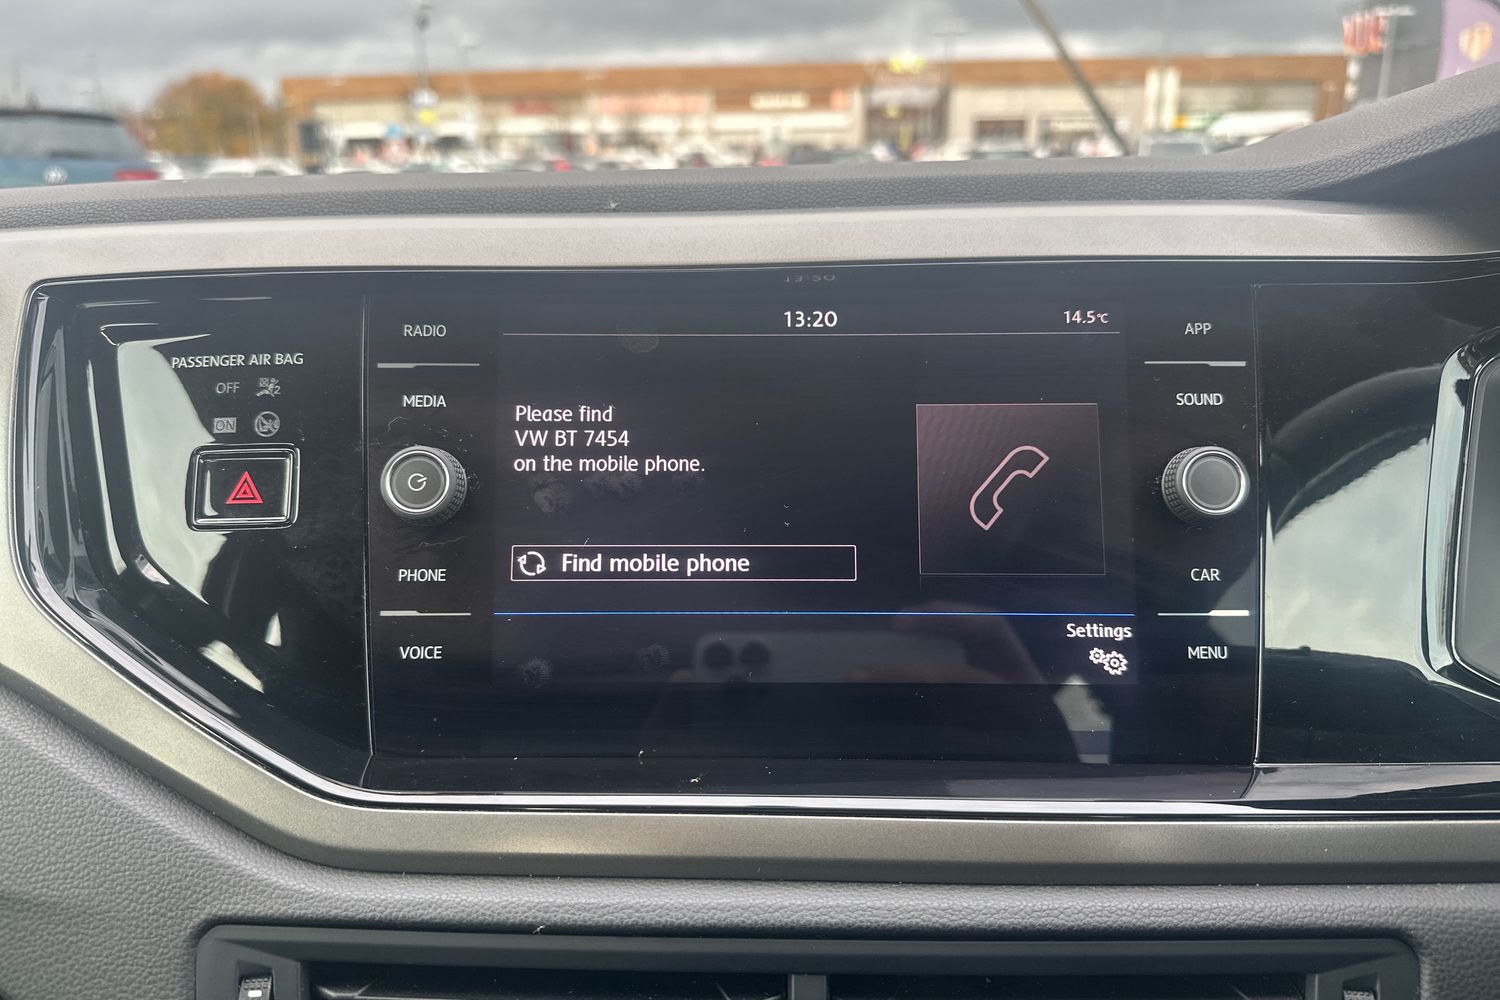 13:20
14.5°C
RADIO
APP
PASSENGER AIR BAG
OFF
2
ON
MEDIA
SOUND
Please find
VW BT 7454
on the mobile phone.
Find mobile phone
PHONE
CAR
Settings
VOICE
MENU